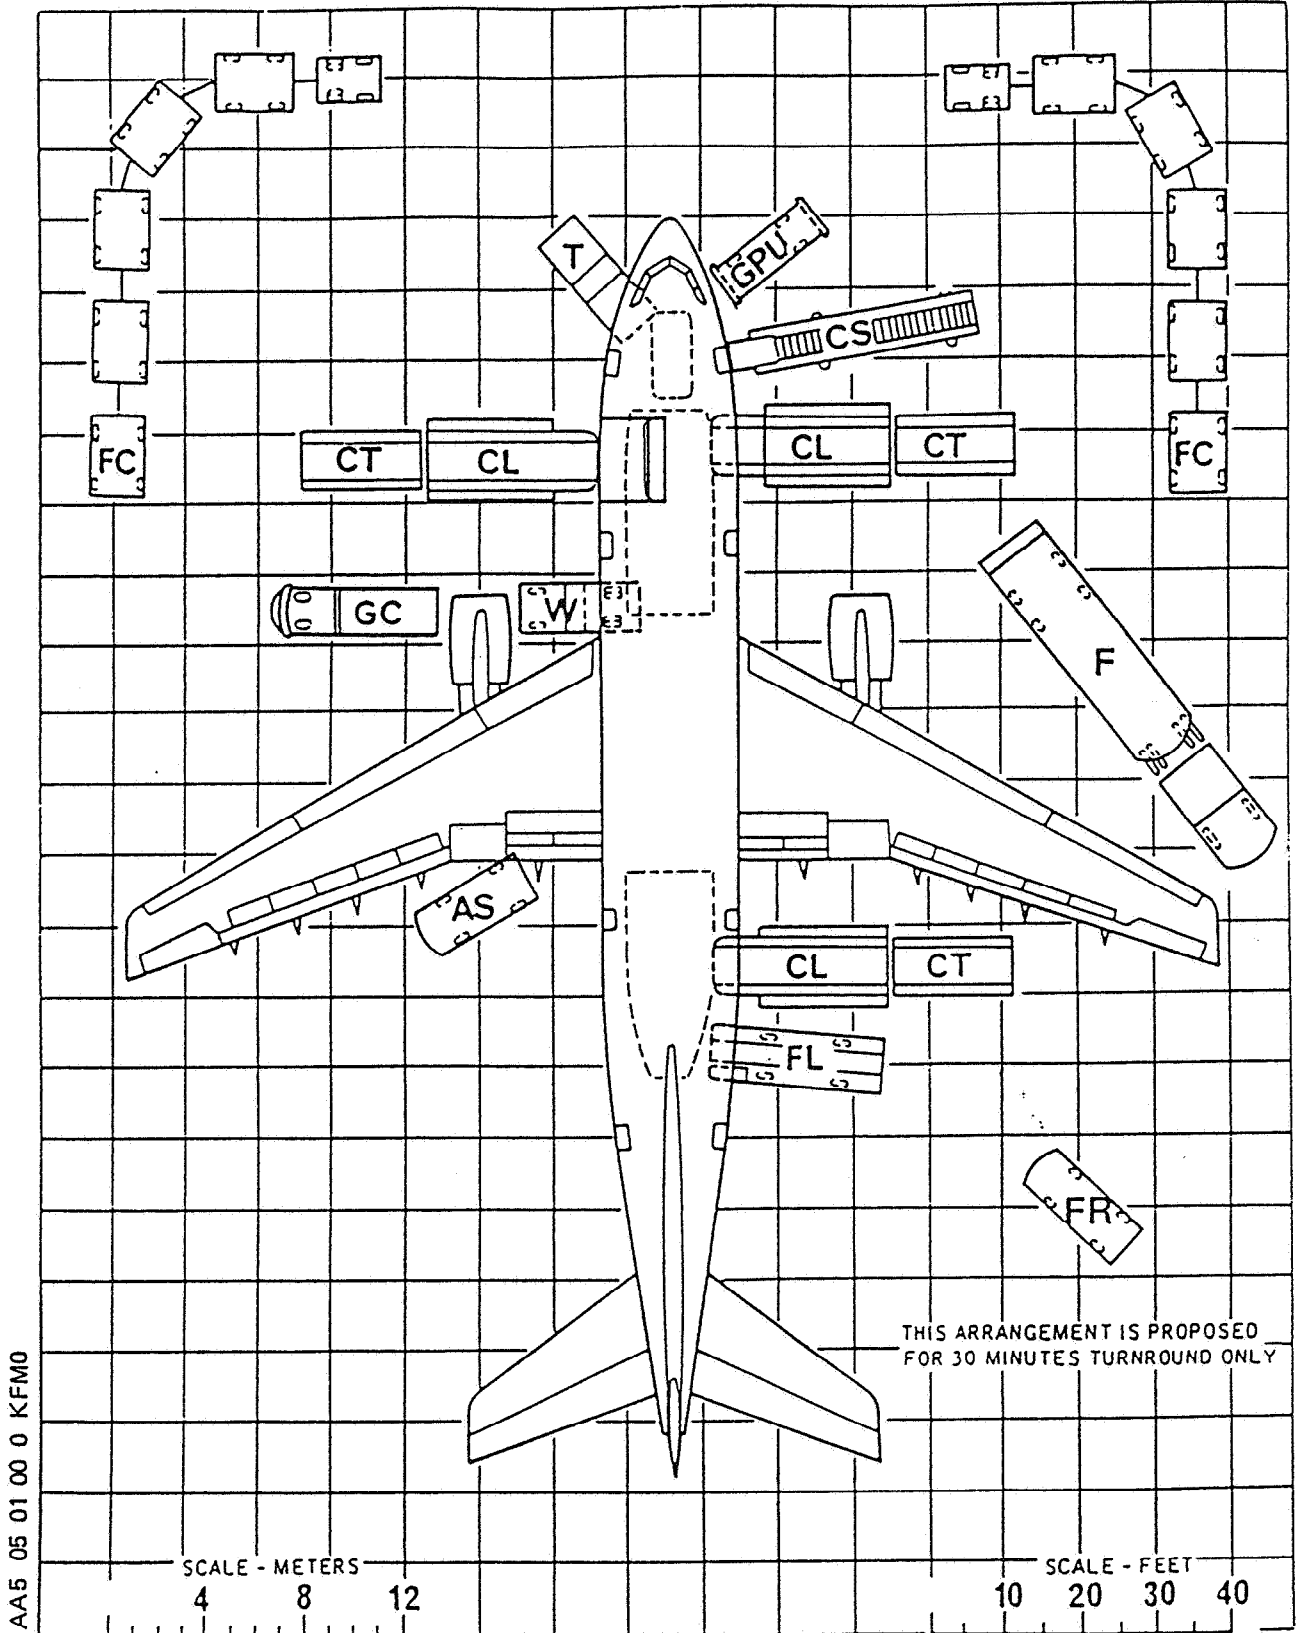 T
GPU
CS
FC
CT
CL
CL
CT
FC
GC
W
F
AS
CL
CT
FL
FR
THIS ARRANGEMENT IS PROPOSED
FOR 30 MINUTES TURNROUND ONLY
AA5 05 01 00 0 KFM0
SCALE - METERS
4 8 12
SCALE - FEET
10 20 30 40